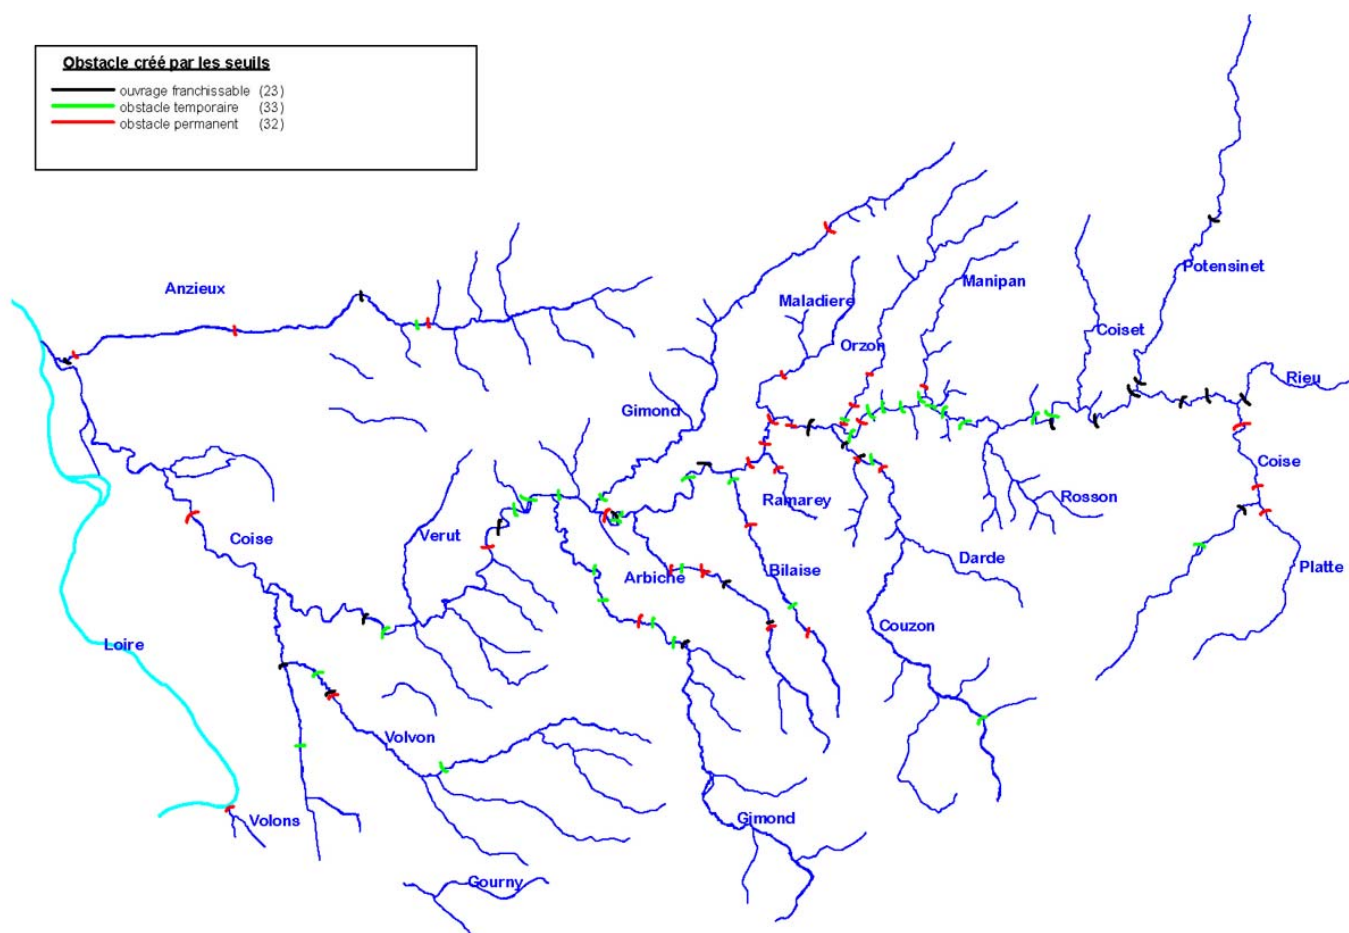 Obstacle créé par les seuils
ouvrage franchissable (23)
obstacle temporaire (33)
obstacle permanent (32)
Potensinet
Anzieux
Manipan
Maladiere
Coiset
Orzon
Rieu
Gimond
Coise
Ramarey
Rosson
Coise
Verut
Darde
Platte
Arbiche
Bilaise
Couzon
Loire
Volvon
Volons
Gimond
Gourny